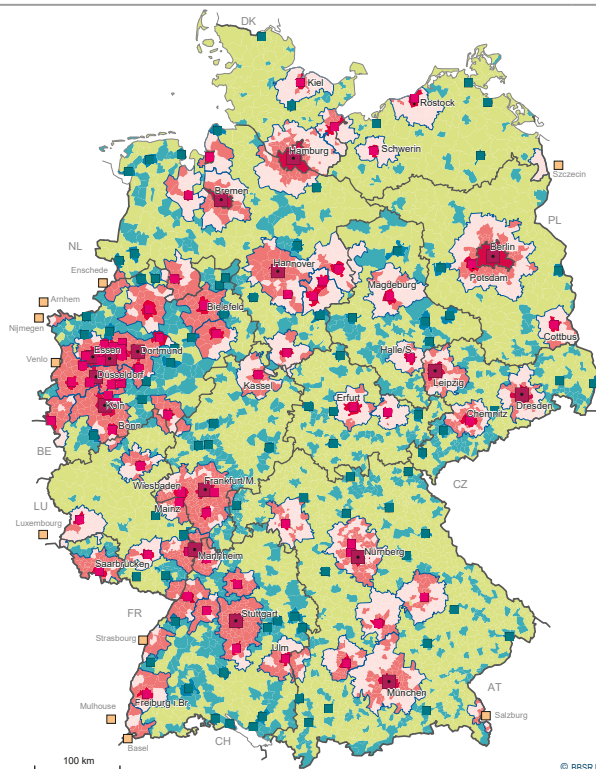 DK
Kiel
Rostock
Hamburg
Schwerin
Szczecin
Bremen
PL
NL
Berlin
Enschede
Hannover
Potsdam
Magdeburg
Arnhem
Bielefeld
Nijmegen
Cottbus
Essen
Dortmund
Halle/S.
Venlo
Düsseldorf
Leipzig
Kassel
Erfurt
Dresden
Köln
Chemnitz
Bonn
BE
Wiesbaden
Frankfurt/M.
CZ
LU
Mainz
Luxembourg
Mannheim
Nürnberg
Saarbrücken
FR
Stuttgart
Strasbourg
Ulm
AT
München
Mulhouse
Freiburg i.Br.
Salzburg
CH
Basel
100 km
© BBSR